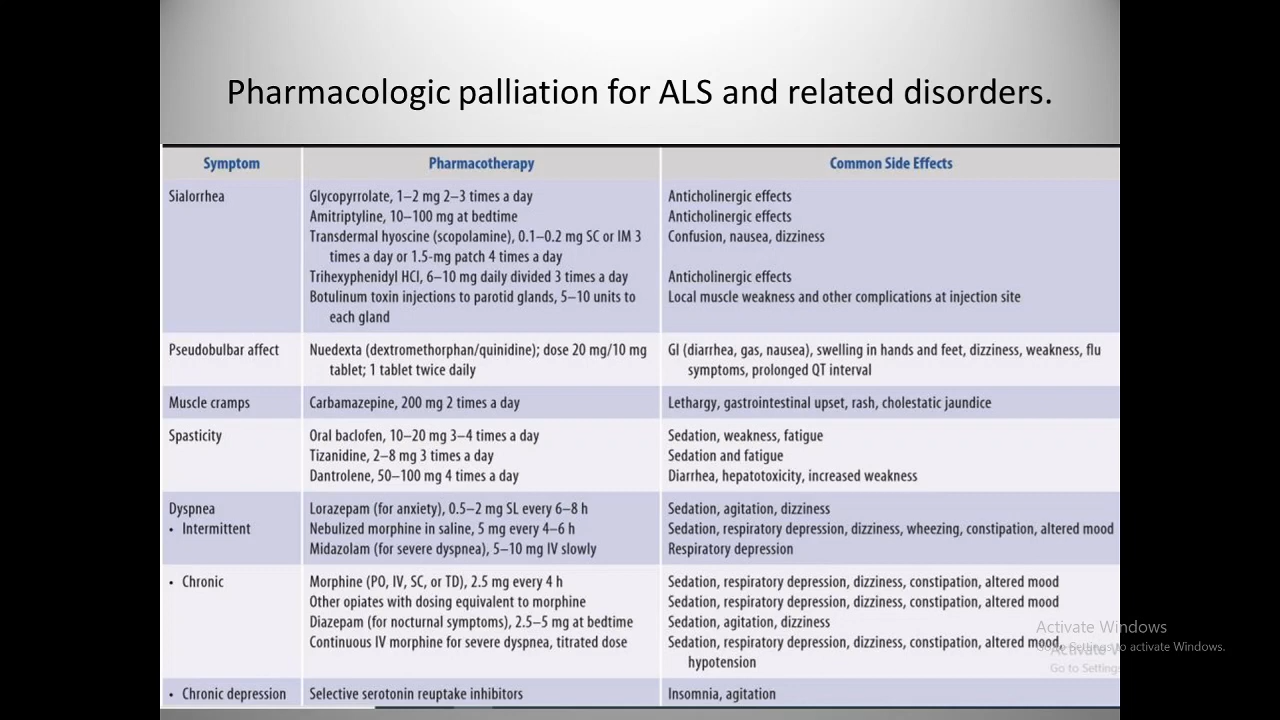 Pharmacologic palliation for ALS and related disorders.
Symptom Pharmacotherapy Common Side Effects
Sialorrhea Glycopyrrolate, 1–2 mg 2–3 times a day Anticholinergic effects
Amitriptyline, 10–100 mg at bedtime Anticholinergic effects
Transdermal hyoscine (scopolamine), 0.1–0.2 mg SC or IM 3 Confusion, nausea, dizziness
times a day or 1.5-mg patch 4 times a day
Trihexyphenidyl HCl, 6–10 mg daily divided 3 times a day Anticholinergic effects
Botulinum toxin injections to parotid glands, 5–10 units to Local muscle weakness and other complications at injection site
each gland
Pseudobulbar affect Nuedexta (dextromethorphan/quinidine); dose 20 mg/10 mg GI (diarrhea, gas, nausea), swelling in hands and feet, dizziness, weakness, flu
tablet; 1 tablet twice daily symptoms, prolonged QT interval
Muscle cramps Carbamazepine, 200 mg 2 times a day Lethargy, gastrointestinal upset, rash, cholestatic jaundice
Spasticity Oral baclofen, 10–20 mg 3–4 times a day Sedation, weakness, fatigue
Tizanidine, 2–8 mg 3 times a day Sedation and fatigue
Dantrolene, 50–100 mg 4 times a day Diarrhea, hepatotoxicity, increased weakness
Dyspnea Lorazepam (for anxiety), 0.5–2 mg SL every 6–8 h Sedation, agitation, dizziness
• Intermittent Nebulized morphine in saline, 5 mg every 4–6 h Sedation, respiratory depression, dizziness, wheezing, constipation, altered mood
Midazolam (for severe dyspnea), 5–10 mg IV slowly Respiratory depression
• Chronic Morphine (PO, IV, SC, or TD), 2.5 mg every 4 h Sedation, respiratory depression, dizziness, constipation, altered mood
Other opiates with dosing equivalent to morphine Sedation, respiratory depression, dizziness, constipation, altered mood
Diazepam (for nocturnal symptoms), 2.5–5 mg at bedtime Sedation, agitation, dizziness
Continuous IV morphine for severe dyspnea, titrated dose Sedation, respiratory depression, dizziness, constipation, altered mood,
hypotension
• Chronic depression Selective serotonin reuptake inhibitors Insomnia, agitation
Activate Windows
Go to Settings to activate Windows.
Activate W
Go to Setting